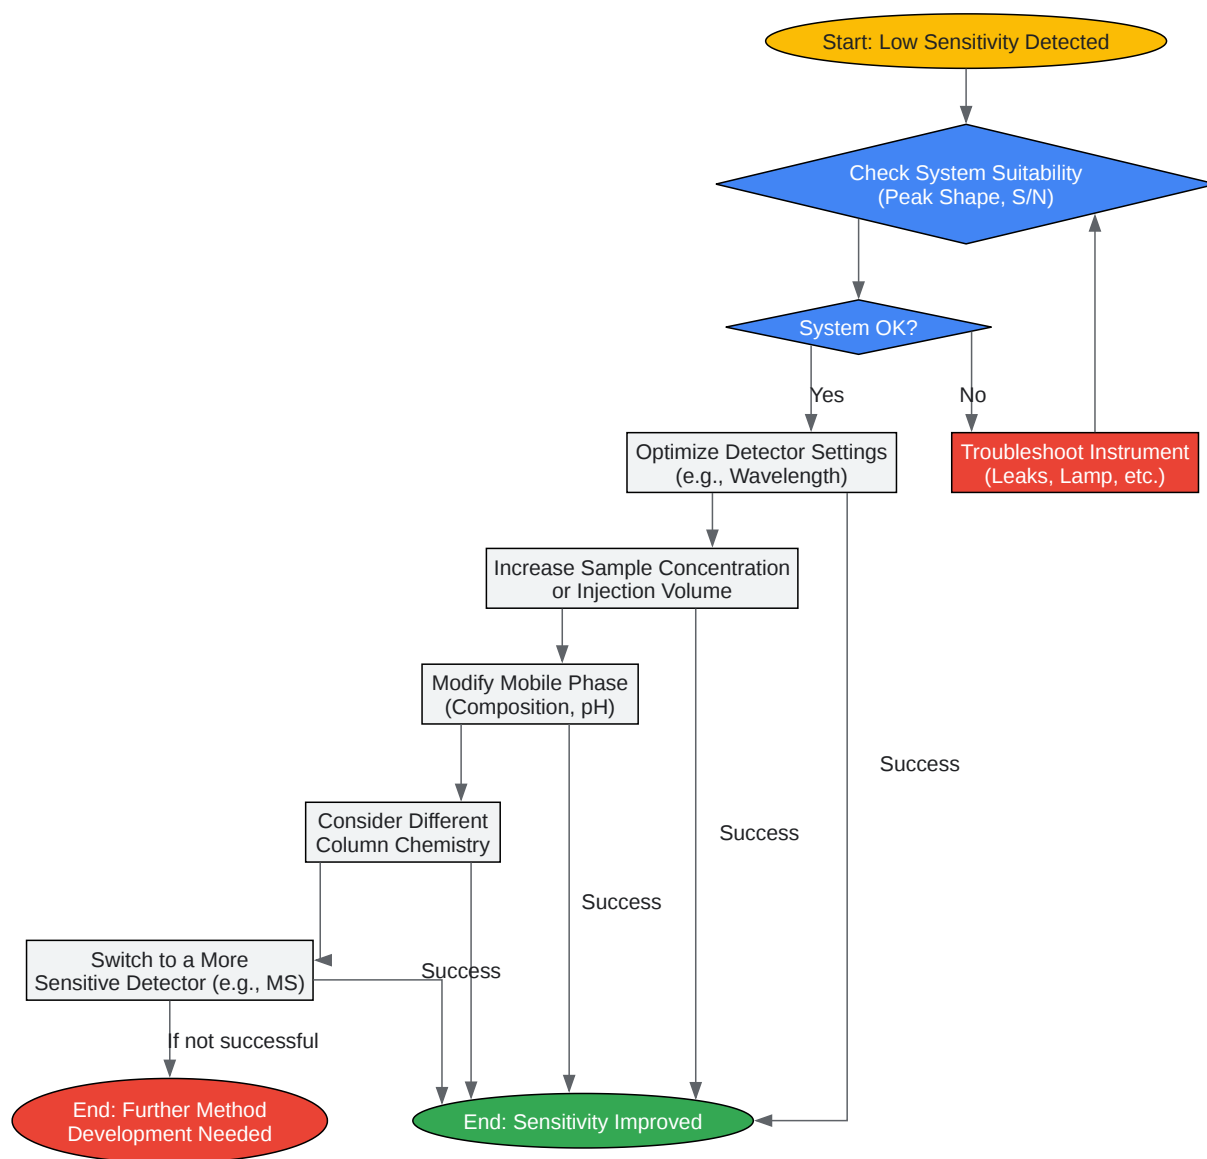 Start: Low Sensitivity Detected
Check System Suitability
(Peak Shape, S/N)
System OK?
Yes
No
Optimize Detector Settings
(e.g., Wavelength)
Troubleshoot Instrument
(Leaks, Lamp, etc.)
Increase Sample Concentration
or Injection Volume
Modify Mobile Phase
(Composition, pH)
Success
Consider Different
Column Chemistry
Success
Success
Switch to a More
Sensitive Detector (e.g., MS)
Success
If not successful
End: Further Method
Development Needed
End: Sensitivity Improved